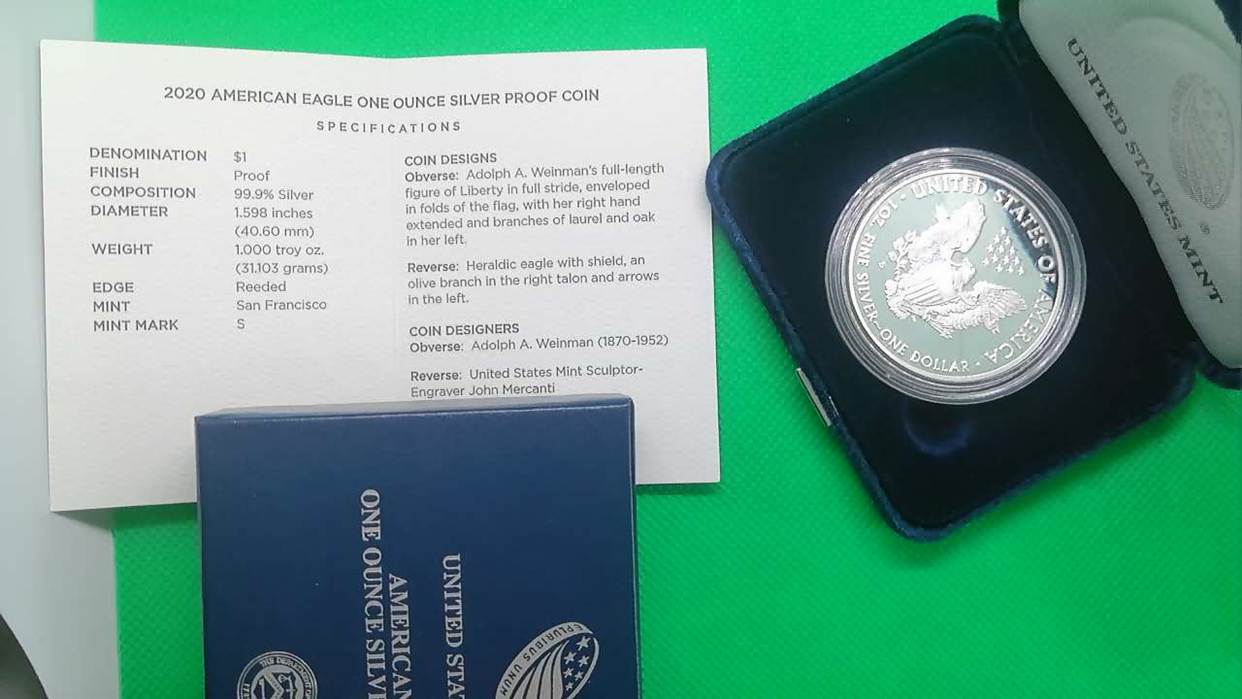 2020 AMERICAN EAGLE ONE OUNCE SILVER PROOF COIN
SPECIFICATIONS
DENOMINATION $1
FINISH Proof
COMPOSITION 99.9% Silver
DIAMETER 1.598 inches
(40.60 mm)
WEIGHT 1.000 troy oz.
(31.103 grams)
EDGE Reeded
MINT San Francisco
MINT MARK S
COIN DESIGNS
Obverse: Adolph A. Weinman's full-length
figure of Liberty in full stride, enveloped
in folds of the flag, with her right hand
extended and branches of laurel and oak
in her left.
Reverse: Heraldic eagle with shield, an
olive branch in the right talon and arrows
in the left.
COIN DESIGNERS
Obverse: Adolph A. Weinman (1870-1952)
Reverse: United States Mint Sculptor-
Engraver John Mercanti
UNITED STATES OF AMERICA
1 OZ. FINE SILVER~ONE DOLLAR
UNITED STATES MINT
UNITED STA
AMERICAN
ONE OUNCE SILVE
EPLURIBUS UNUM
THE DEPARTMENT